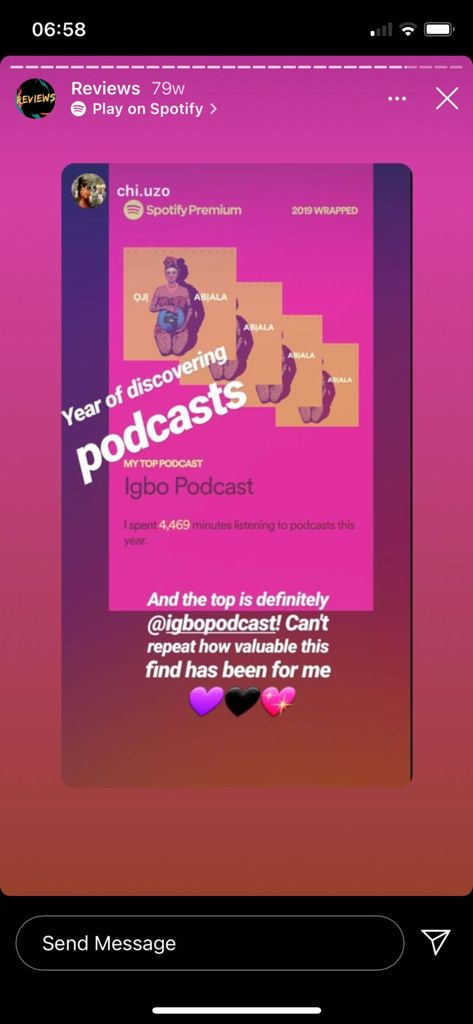 06:58
REVIEWS
Reviews 79w
Play on Spotify
chi.uzo
Spotify Premium 2019 WRAPPED
ỌJỊ ABỊALA
ABỊALA
ABỊALA
ABỊALA
Year of discovering
podcasts
MY TOP PODCAST
Igbo Podcast
I spent 4,469 minutes listening to podcasts this
year.
And the top is definitely
@igbopodcast! Can't
repeat how valuable this
find has been for me
💜🖤💖
Send Message